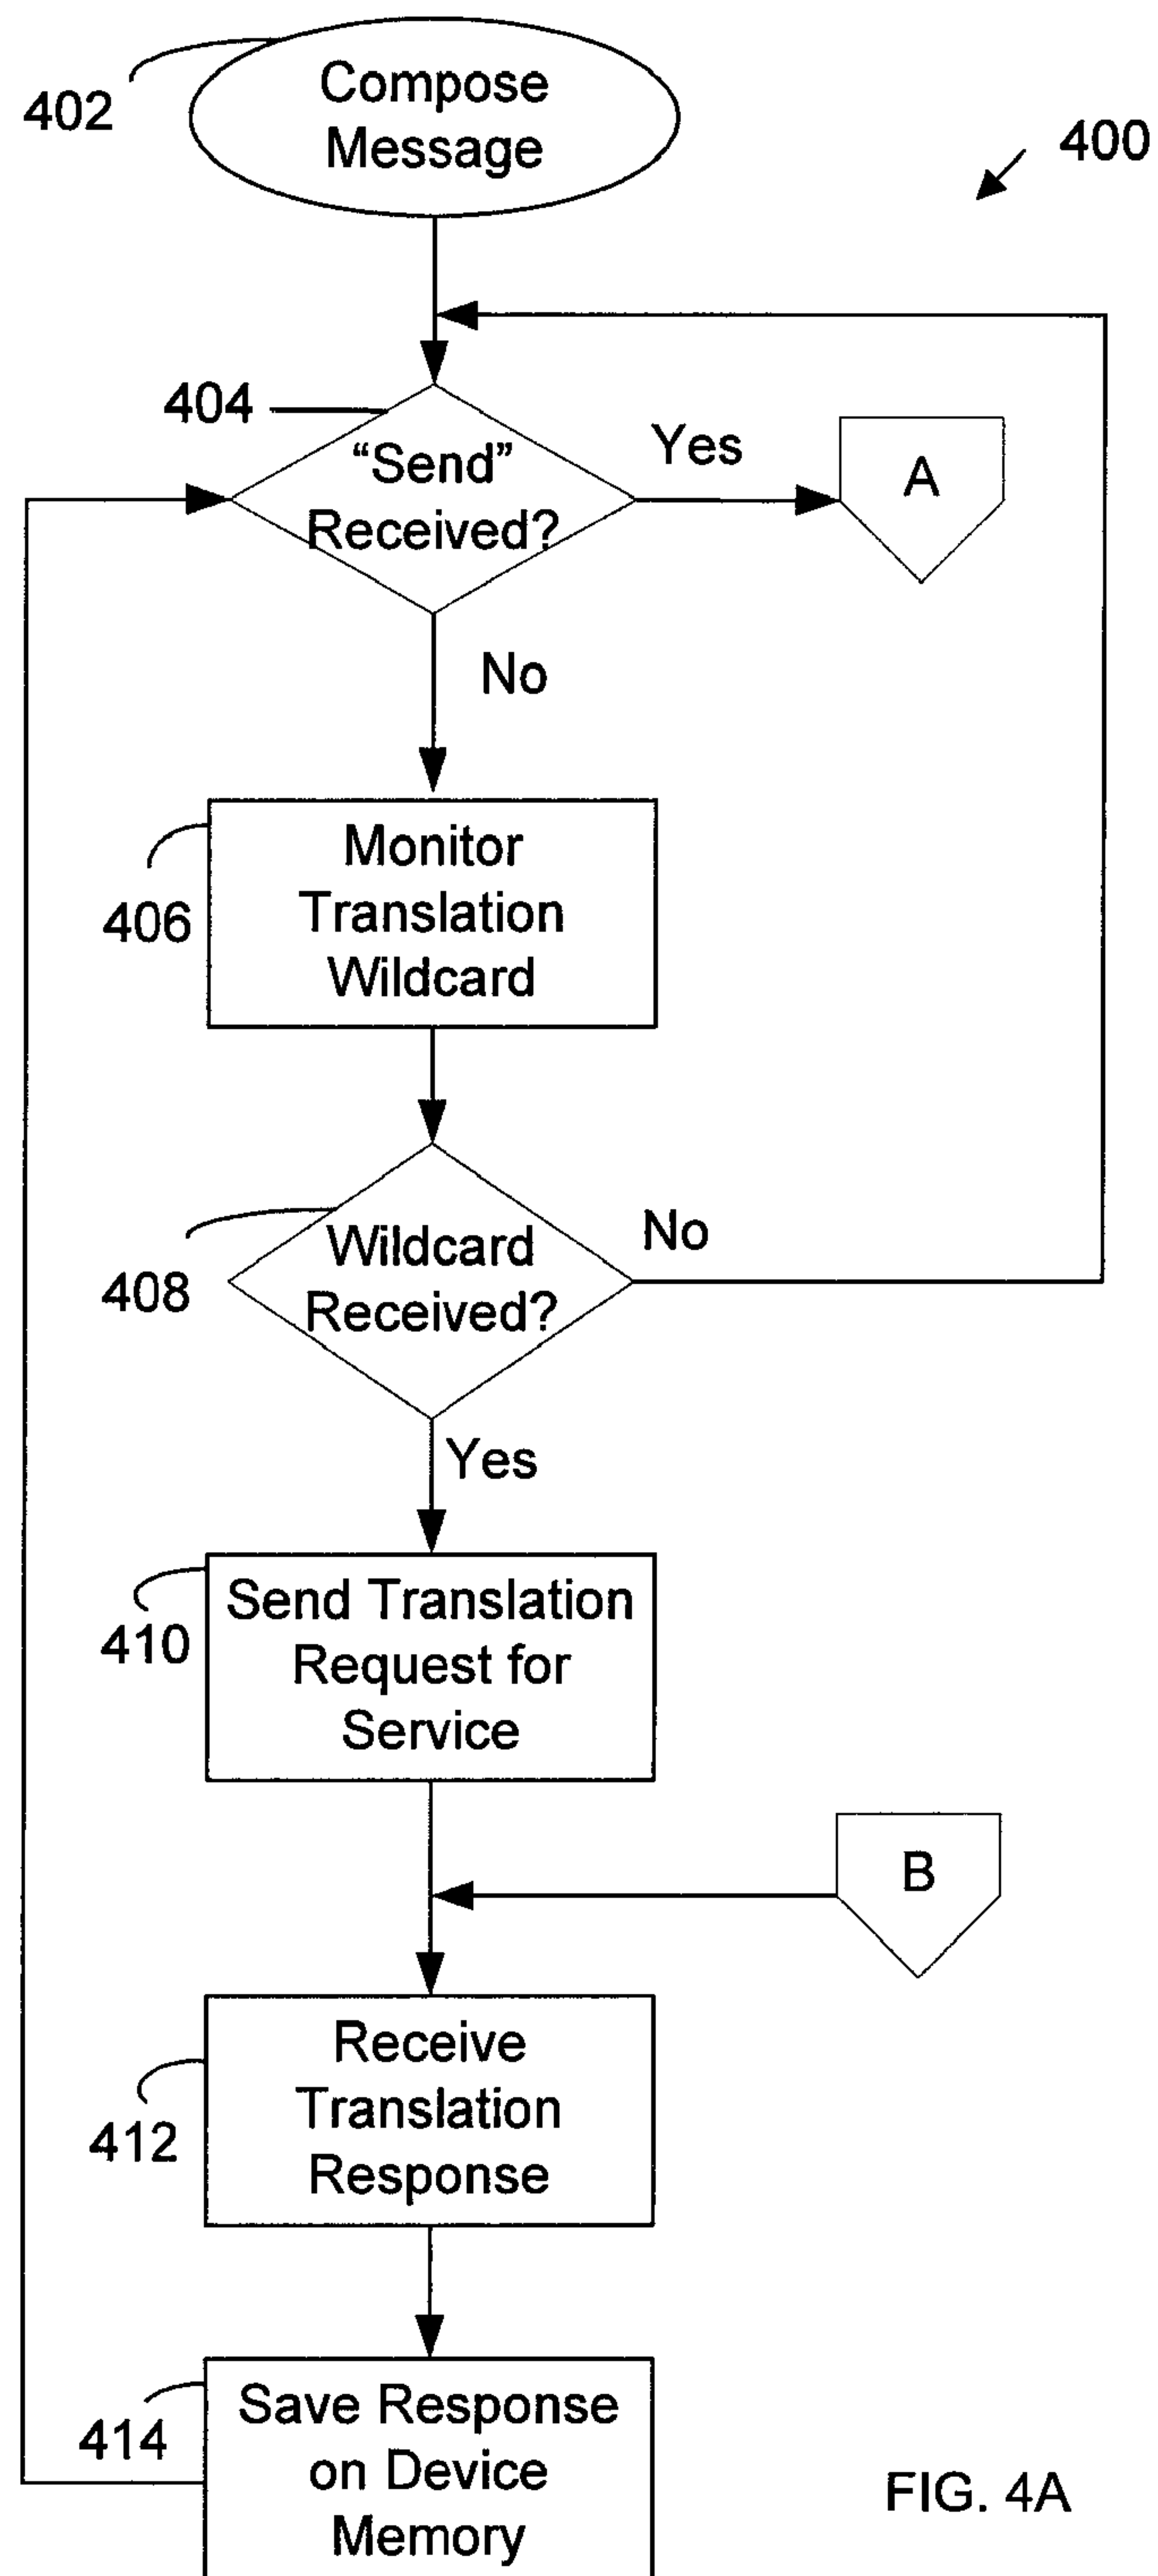 Compose
Message
402
400
404
“Send”
Received?
Yes
A
No
Monitor
Translation
Wildcard
406
Wildcard
Received?
No
408
Yes
Send Translation
Request for
Service
410
B
Receive
Translation
Response
412
Save Response
on Device
Memory
414
FIG. 4A